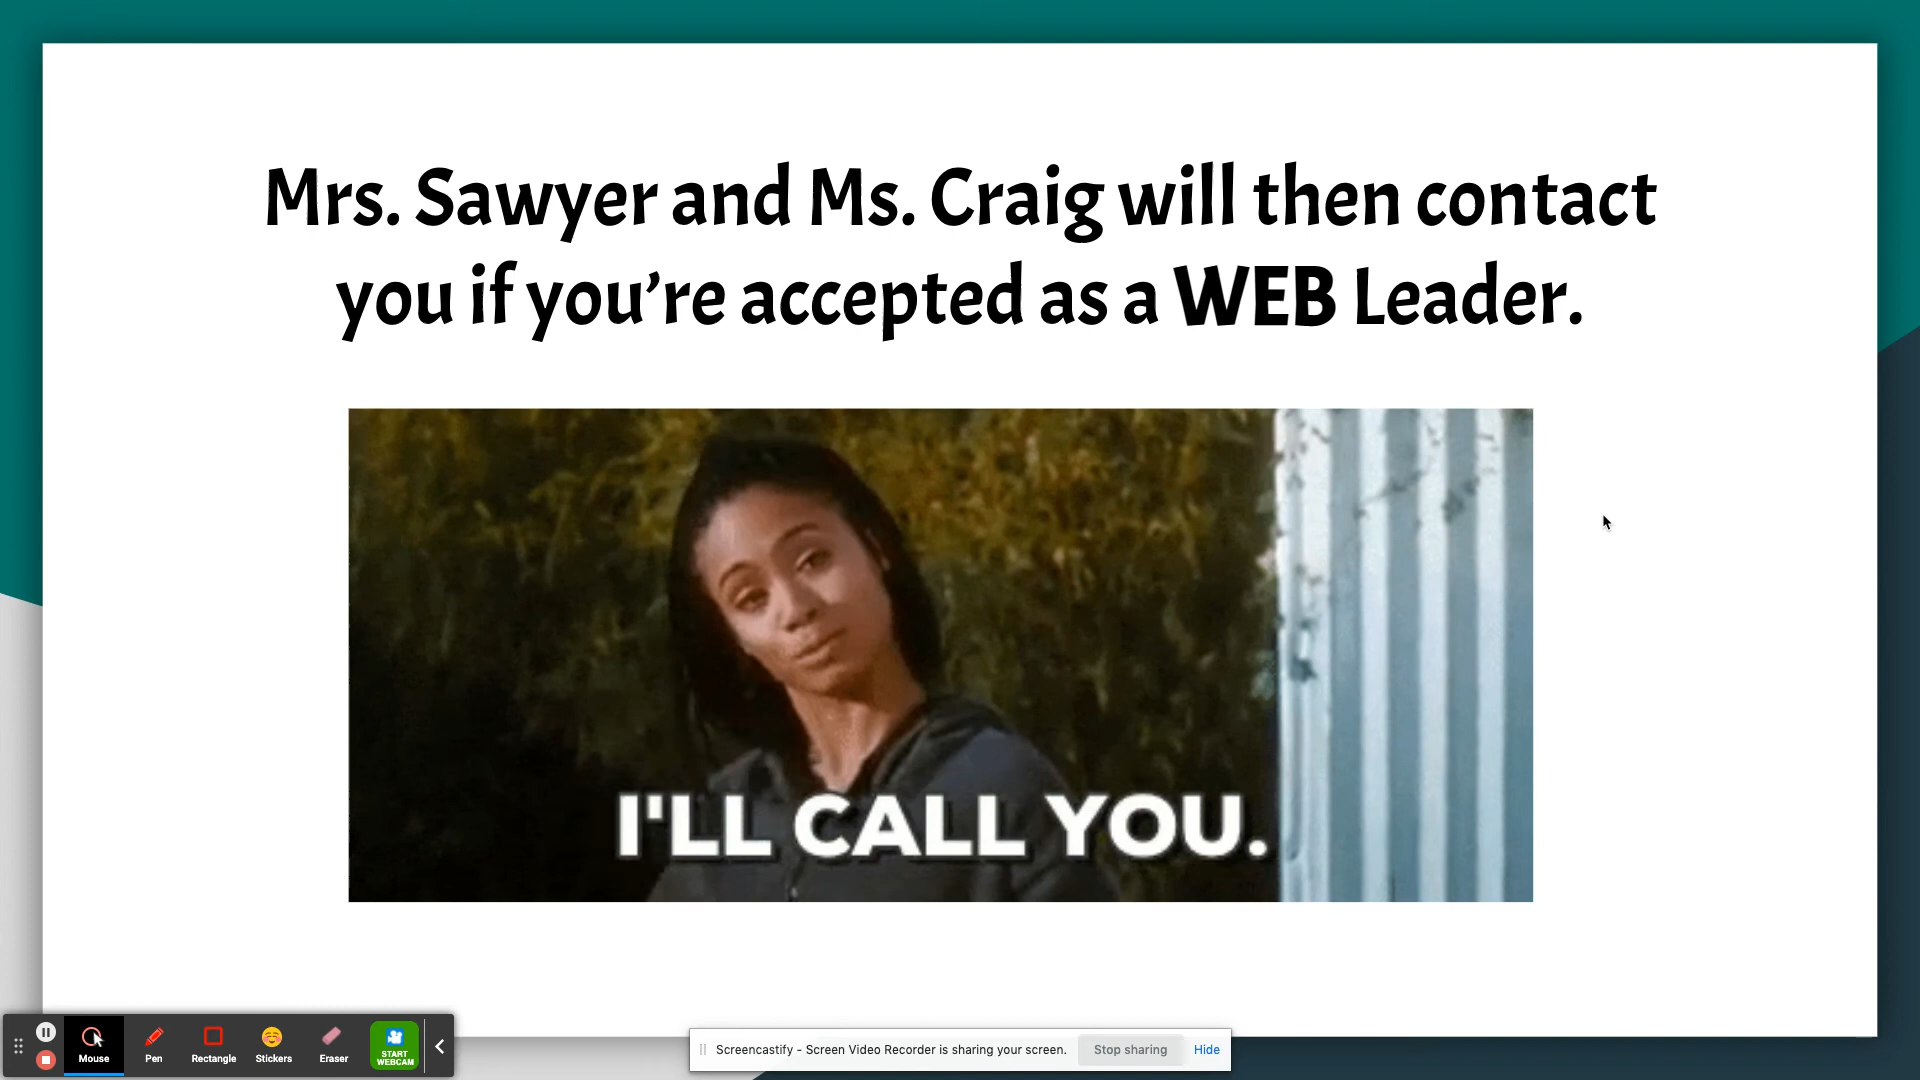 Mrs. Sawyer and Ms. Craig will then contact
you if you’re accepted as a WEB Leader.
I'LL CALL YOU.
Mouse
Pen
Rectangle
Stickers
Eraser
START
WEBCAM
Screencastify - Screen Video Recorder is sharing your screen.
Stop sharing
Hide